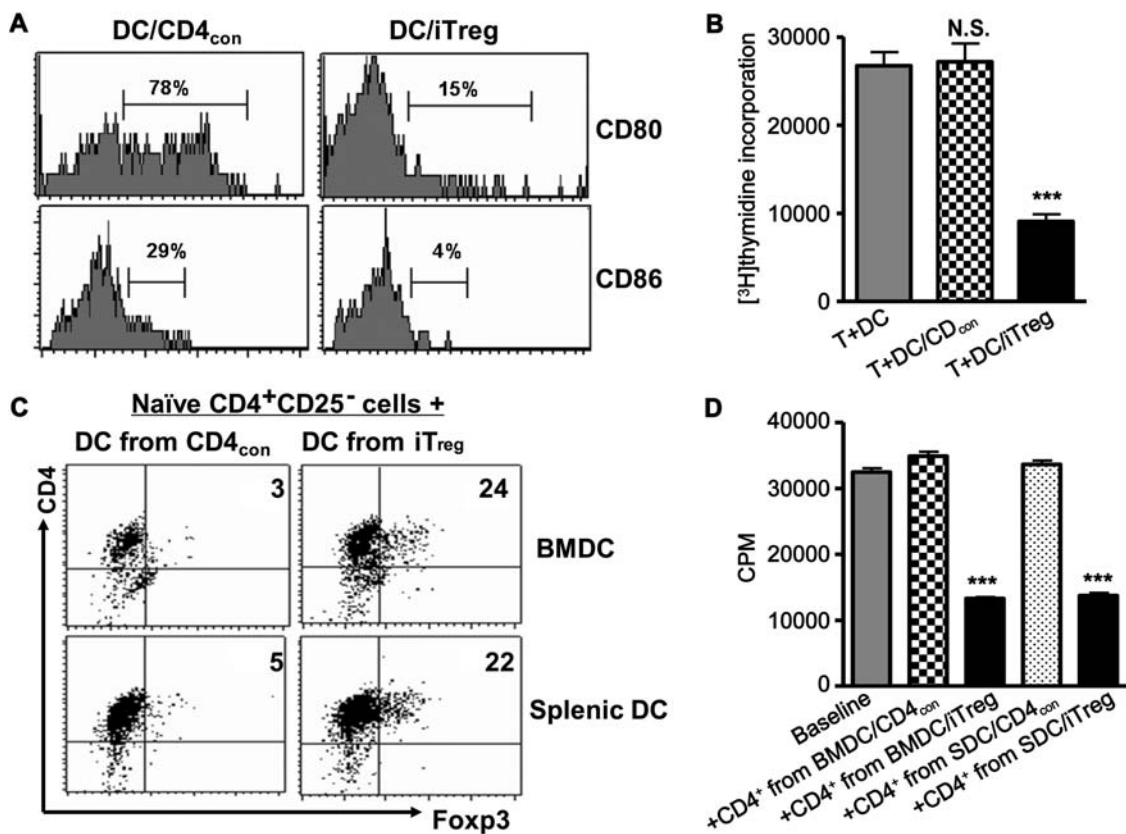 A
DC/CD4con
DC/iTreg
78%
15%
CD80
29%
4%
CD86
B
[³H]thymidine incorporation
30000
20000
10000
0
N.S.
***
T+DC
T+DC/CDcon
T+DC/iTreg
C
Naïve CD4⁺CD25⁻ cells +
DC from CD4con
DC from iTreg
CD4
3
24
BMDC
5
22
Splenic DC
Foxp3
D
CPM
40000
30000
20000
10000
0
***
***
Baseline
+CD4⁺ from BMDC/CD4con
+CD4⁺ from BMDC/iTreg
+CD4⁺ from SDC/CD4con
+CD4⁺ from SDC/iTreg